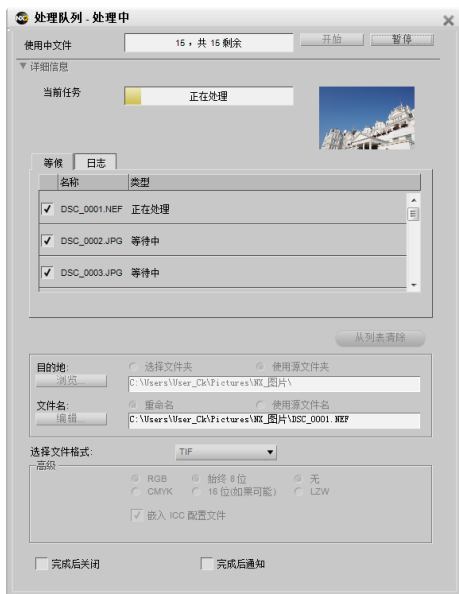 NX2 处理队列 - 处理中
使用中文件 15，共 15 剩余 开始 暂停
详细信息
当前任务 正在处理
等候 日志
名称 类型
DSC_0001.NEF 正在处理
DSC_0002.JPG 等待中
DSC_0003.JPG 等待中
从列表清除
目的地: 选择文件夹 使用源文件夹
浏览... C:\Users\User_Ck\Pictures\NX_图片\
文件名: 重命名 使用源文件名
编辑... C:\Users\User_Ck\Pictures\NX_图片\DSC_0001.NEF
选择文件格式: TIF
高级
RGB 始终 8 位 无
CMYK 16 位(如果可能) LZW
嵌入 ICC 配置文件
完成后关闭 完成后通知